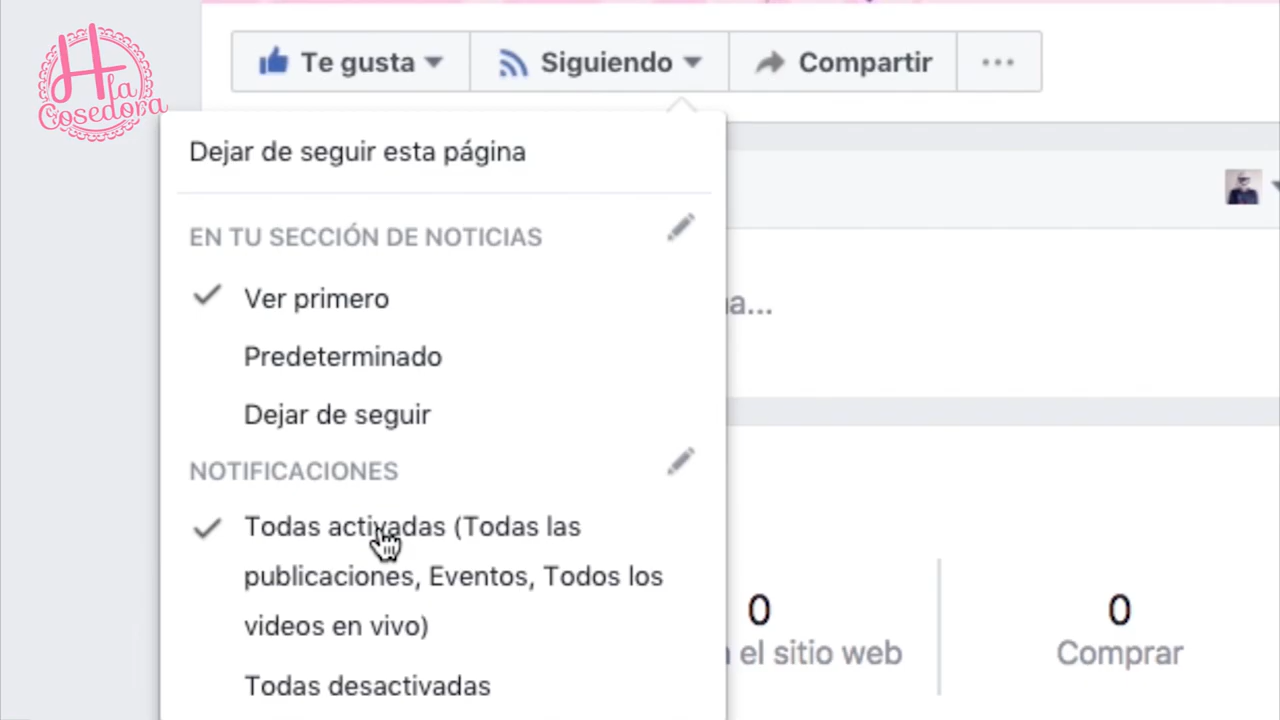 H la
Cosedora
Te gusta
Siguiendo
Compartir
Dejar de seguir esta página
EN TU SECCIÓN DE NOTICIAS
Ver primero
a...
Predeterminado
Dejar de seguir
NOTIFICACIONES
Todas activadas (Todas las
publicaciones, Eventos, Todos los
videos en vivo)
Todas desactivadas
0
el sitio web
0
Comprar